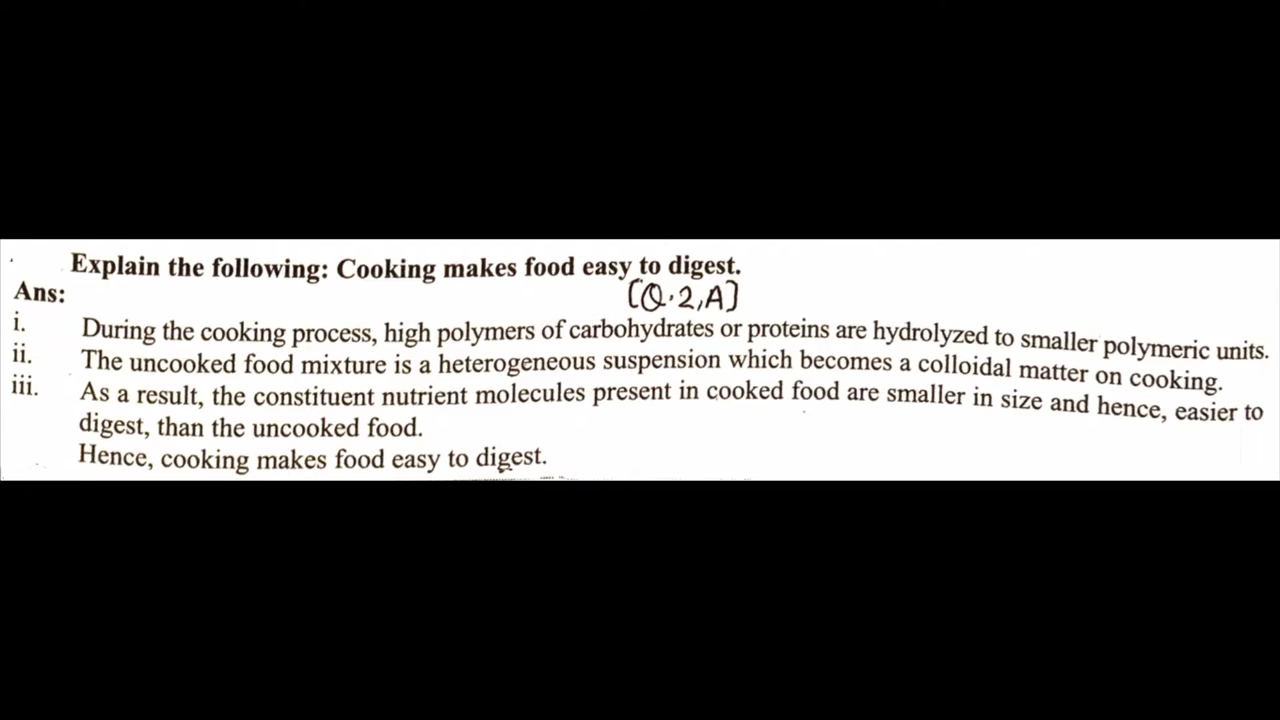 Explain the following: Cooking makes food easy to digest.
Ans: [Q.2,A]
i. During the cooking process, high polymers of carbohydrates or proteins are hydrolyzed to smaller polymeric units.
ii. The uncooked food mixture is a heterogeneous suspension which becomes a colloidal matter on cooking.
iii. As a result, the constituent nutrient molecules present in cooked food are smaller in size and hence, easier to
digest, than the uncooked food.
Hence, cooking makes food easy to digest.